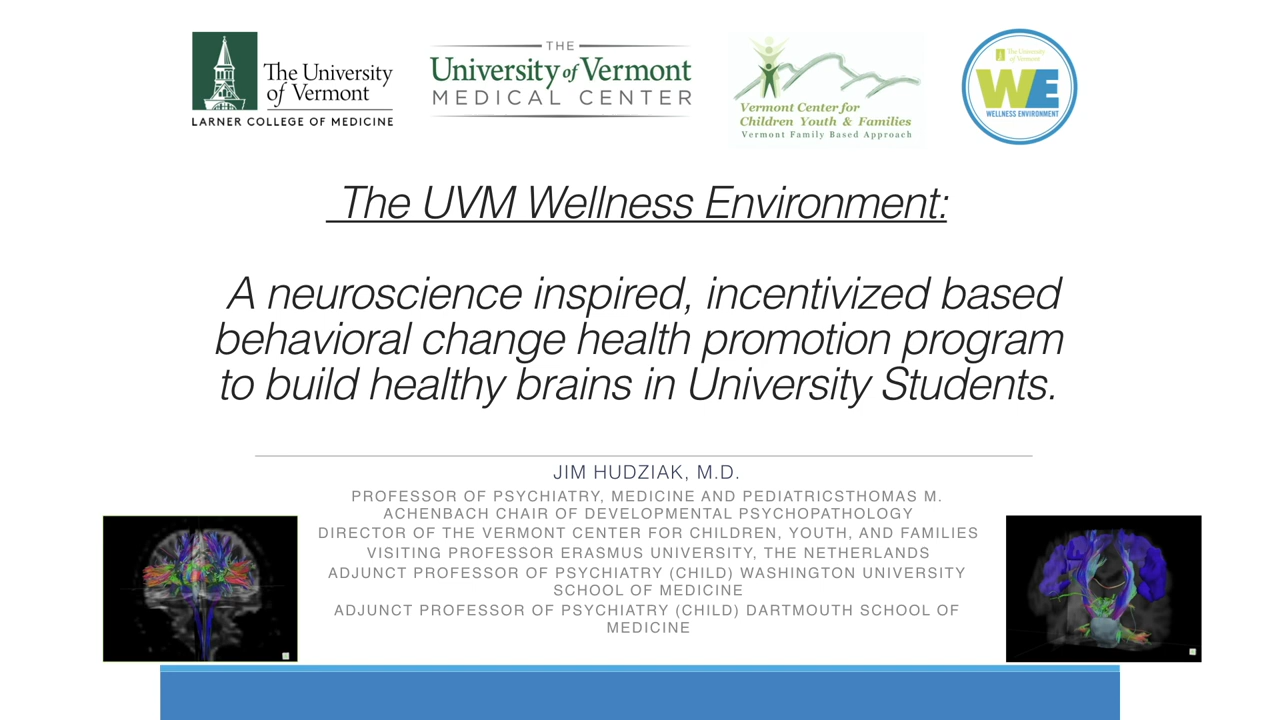 The University
of Vermont
LARNER COLLEGE OF MEDICINE
THE
University of Vermont
MEDICAL CENTER
Vermont Center for
Children Youth & Families
Vermont Family Based Approach
The University
of Vermont
WE
WELLNESS ENVIRONMENT
The UVM Wellness Environment:
A neuroscience inspired, incentivized based
behavioral change health promotion program
to build healthy brains in University Students.
JIM HUDZIAK, M.D.
PROFESSOR OF PSYCHIATRY, MEDICINE AND PEDIATRICSTHOMAS M.
ACHENBACH CHAIR OF DEVELOPMENTAL PSYCHOPATHOLOGY
DIRECTOR OF THE VERMONT CENTER FOR CHILDREN, YOUTH, AND FAMILIES
VISITING PROFESSOR ERASMUS UNIVERSITY, THE NETHERLANDS
ADJUNCT PROFESSOR OF PSYCHIATRY (CHILD) WASHINGTON UNIVERSITY
SCHOOL OF MEDICINE
ADJUNCT PROFESSOR OF PSYCHIATRY (CHILD) DARTMOUTH SCHOOL OF
MEDICINE